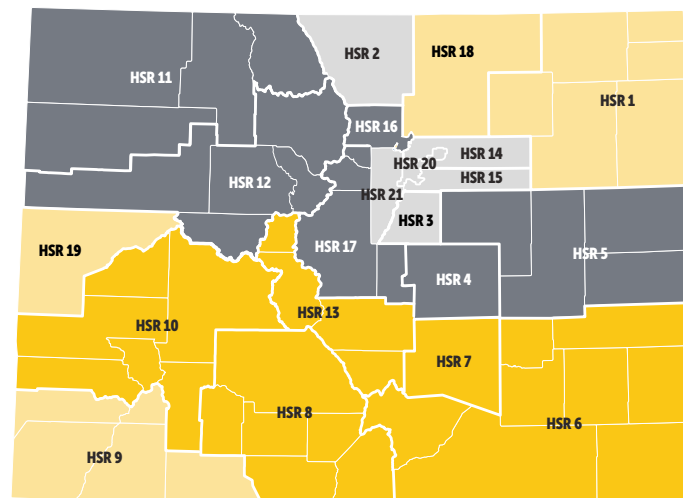 HSR 2
HSR 18
HSR 11
HSR 1
HSR 16
HSR 14
HSR 20
HSR 15
HSR 12
HSR 21
HSR 3
HSR 19
HSR 17
HSR 5
HSR 4
HSR 13
HSR 10
HSR 7
HSR 8
HSR 6
HSR 9